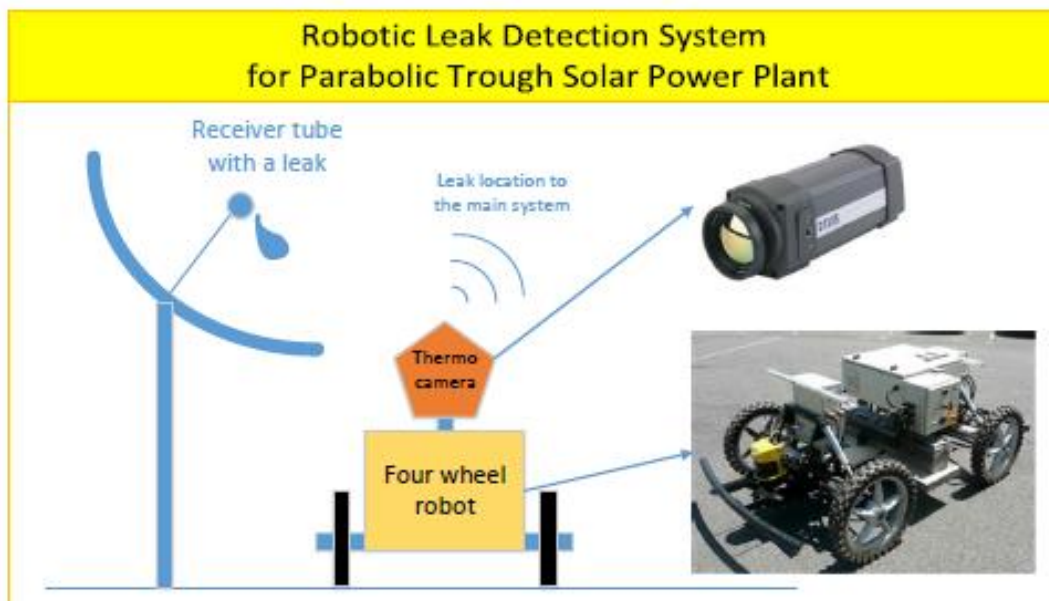 Robotic Leak Detection System
for Parabolic Trough Solar Power Plant
Receiver tube
with a leak
Leak location to
the main system
Thermo
camera
Four wheel
robot